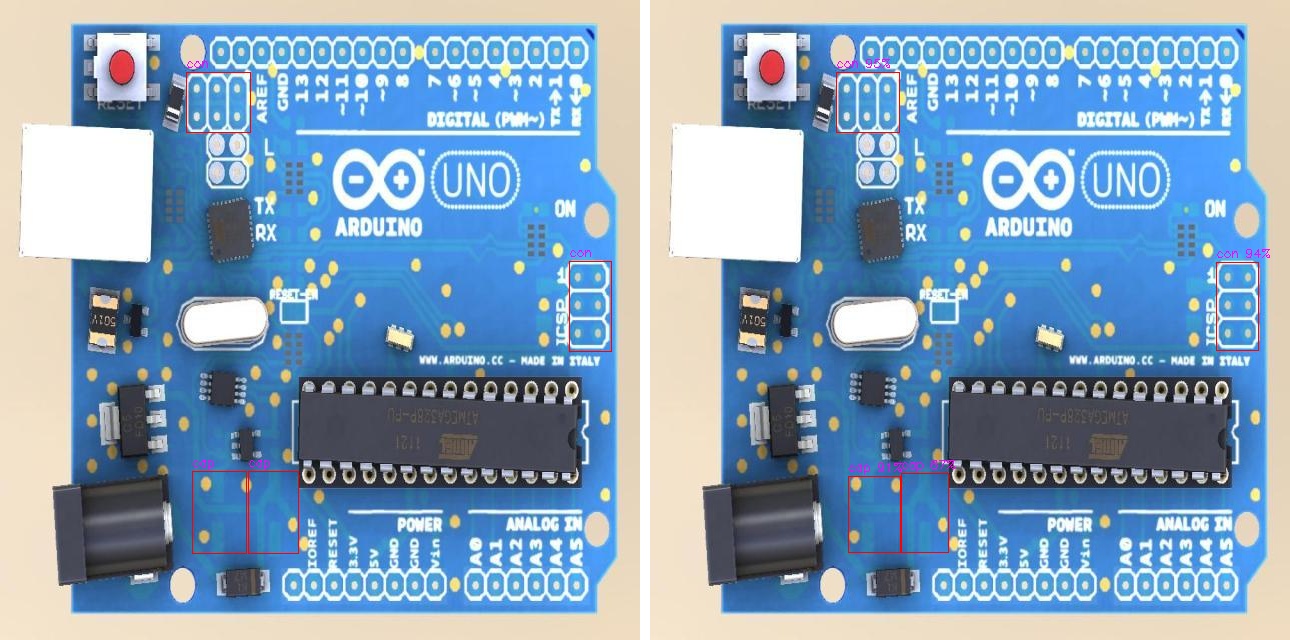 RESET
con
AREF
GND
13
12
~11
~10
~9
8
7
~6
~5
4
~3
2
TX→1
RX←0
DIGITAL (PWM~)
L
TX
RX
UNO
ARDUINO
ON
con
ICSP
1
RESET-EN
501V
WWW.ARDUINO.CC - MADE IN ITALY
ATMEGA328P-PU
1121
Atmel
cap
cap
POWER
ANALOG IN
IOREF
RESET
3.3V
5V
GND
GND
Vin
A0
A1
A2
A3
A4
A5
RESET
con 95%
AREF
GND
13
12
~11
~10
~9
8
7
~6
~5
4
~3
2
TX→1
RX←0
DIGITAL (PWM~)
L
TX
RX
UNO
ARDUINO
ON
con 94%
ICSP
1
RESET-EN
501V
WWW.ARDUINO.CC - MADE IN ITALY
ATMEGA328P-PU
1121
Atmel
cap
POWER
ANALOG IN
IOREF
RESET
3.3V
5V
GND
GND
Vin
A0
A1
A2
A3
A4
A5